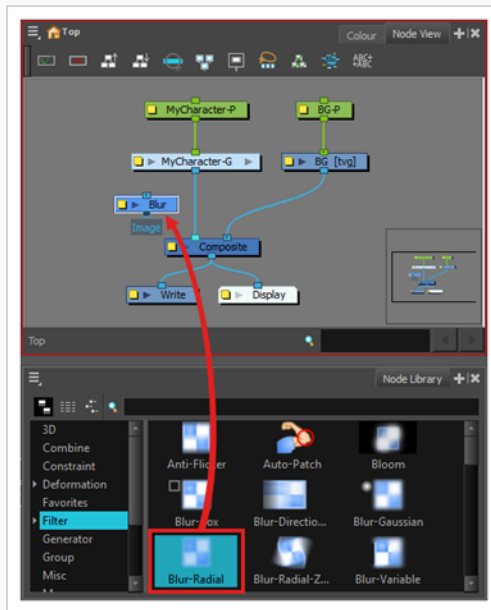 Top
Colour
Node View
ABC+
+ABC
MyCharacter-P
BG-P
MyCharacter-G
BG [tvg]
Blur
Image
Composite
Write
Display
Top
Node Library
3D
Combine
Constraint
Deformation
Favorites
Filter
Generator
Group
Misc
Anti-Flicker
Auto-Patch
Bloom
Blur-Box
Blur-Directio...
Blur-Gaussian
Blur-Radial
Blur-Radial-Z...
Blur-Variable